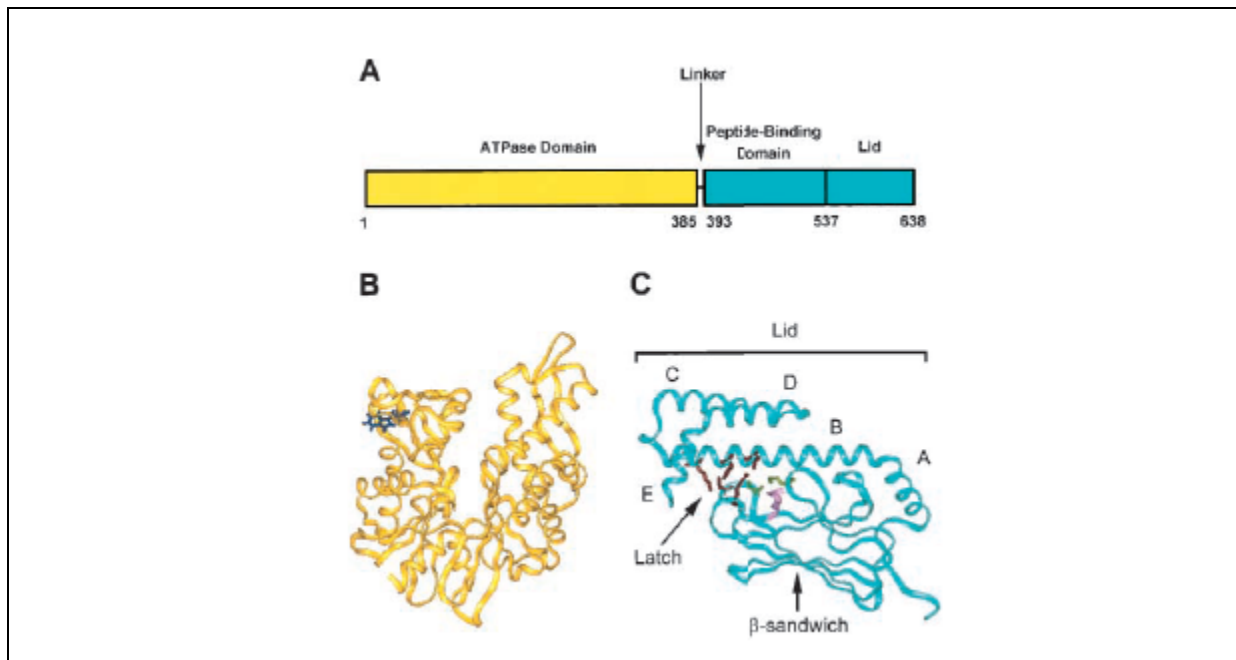 A
Linker
Peptide-Binding
ATPase Domain
Domain
Lid
1
385
393
537
638
B
C
Lid
C
D
B
A
E
Latch
β-sandwich